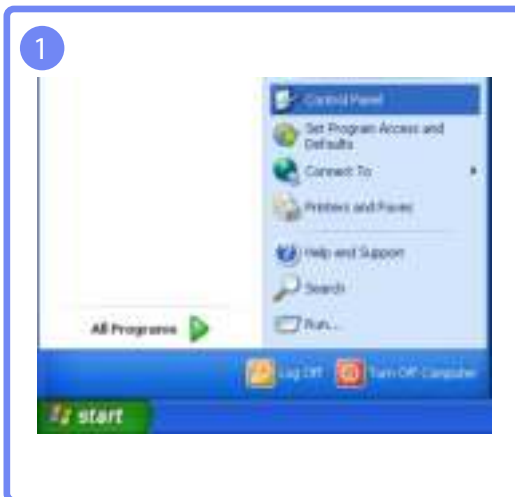 1
Control Panel
Set Program Access and
Defaults
Connect To
Printers and Faxes
Help and Support
Search
Run...
All Programs
Log Off
Turn Off Computer
start